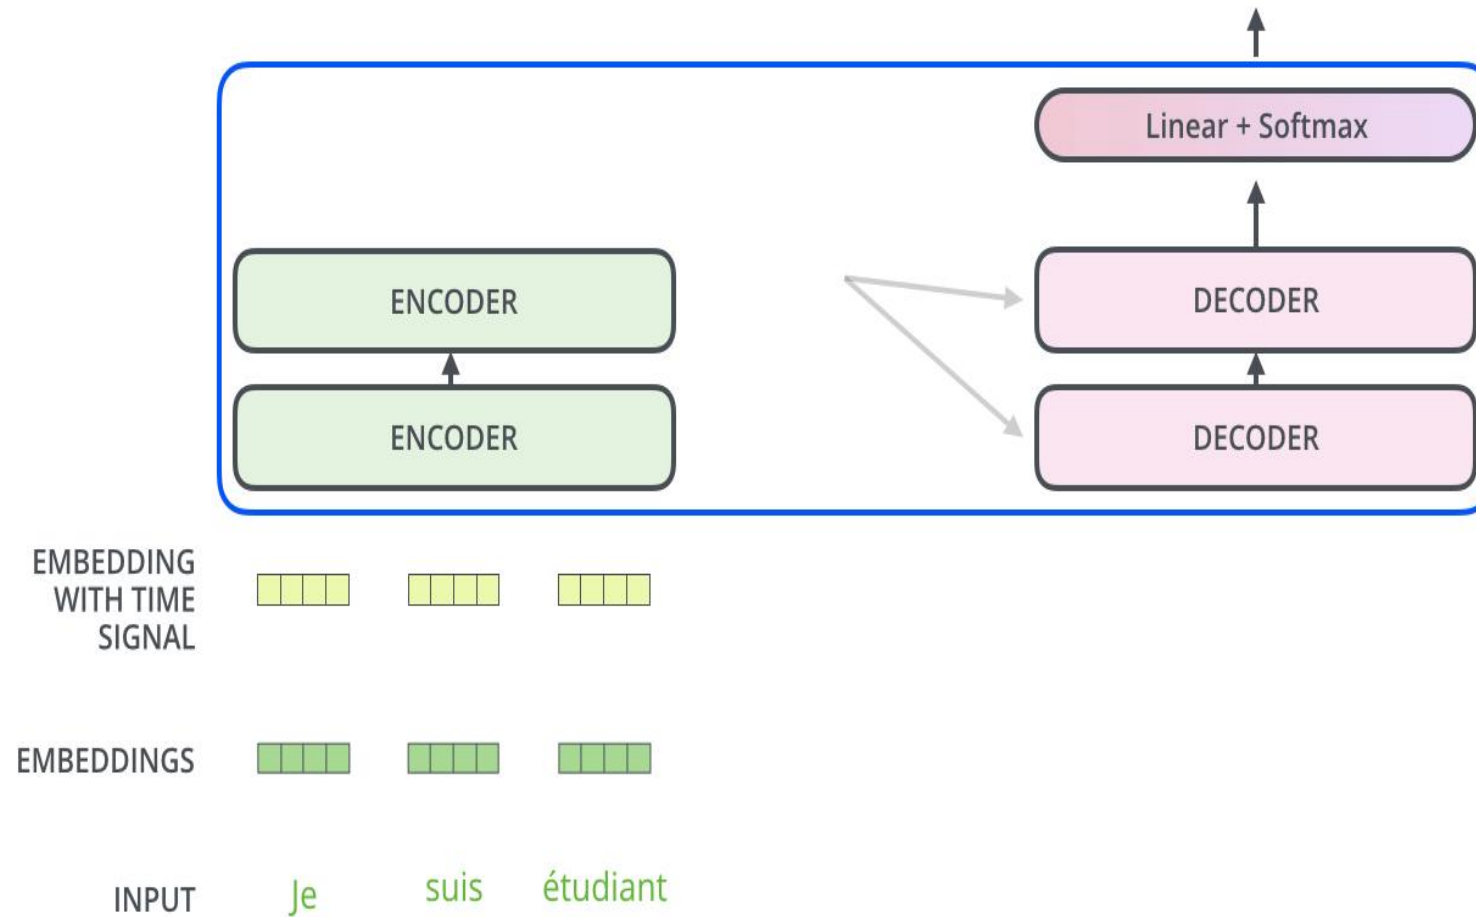 Linear + Softmax
ENCODER
DECODER
ENCODER
DECODER
EMBEDDING
WITH TIME
SIGNAL
EMBEDDINGS
INPUT Je suis étudiant